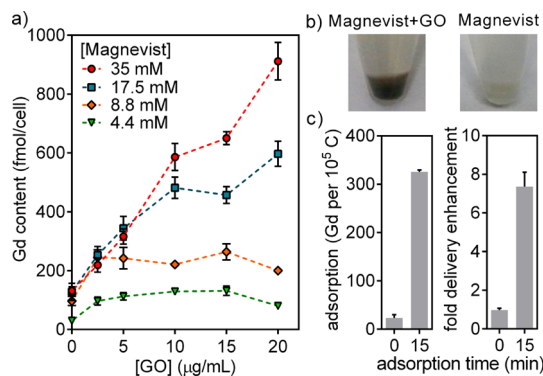 a)
[Magnevist]
35 mM
17.5 mM
8.8 mM
4.4 mM
Gd content (fmol/cell)
1000
800
600
400
200
0
0 5 10 15 20
[GO] (μg/mL)
b) Magnevist+GO Magnevist
c)
adsorption (Gd per 10⁵ C)
400
300
200
100
0
0 15
fold delivery enhancement
8
6
4
2
0
0 15
adsorption time (min)